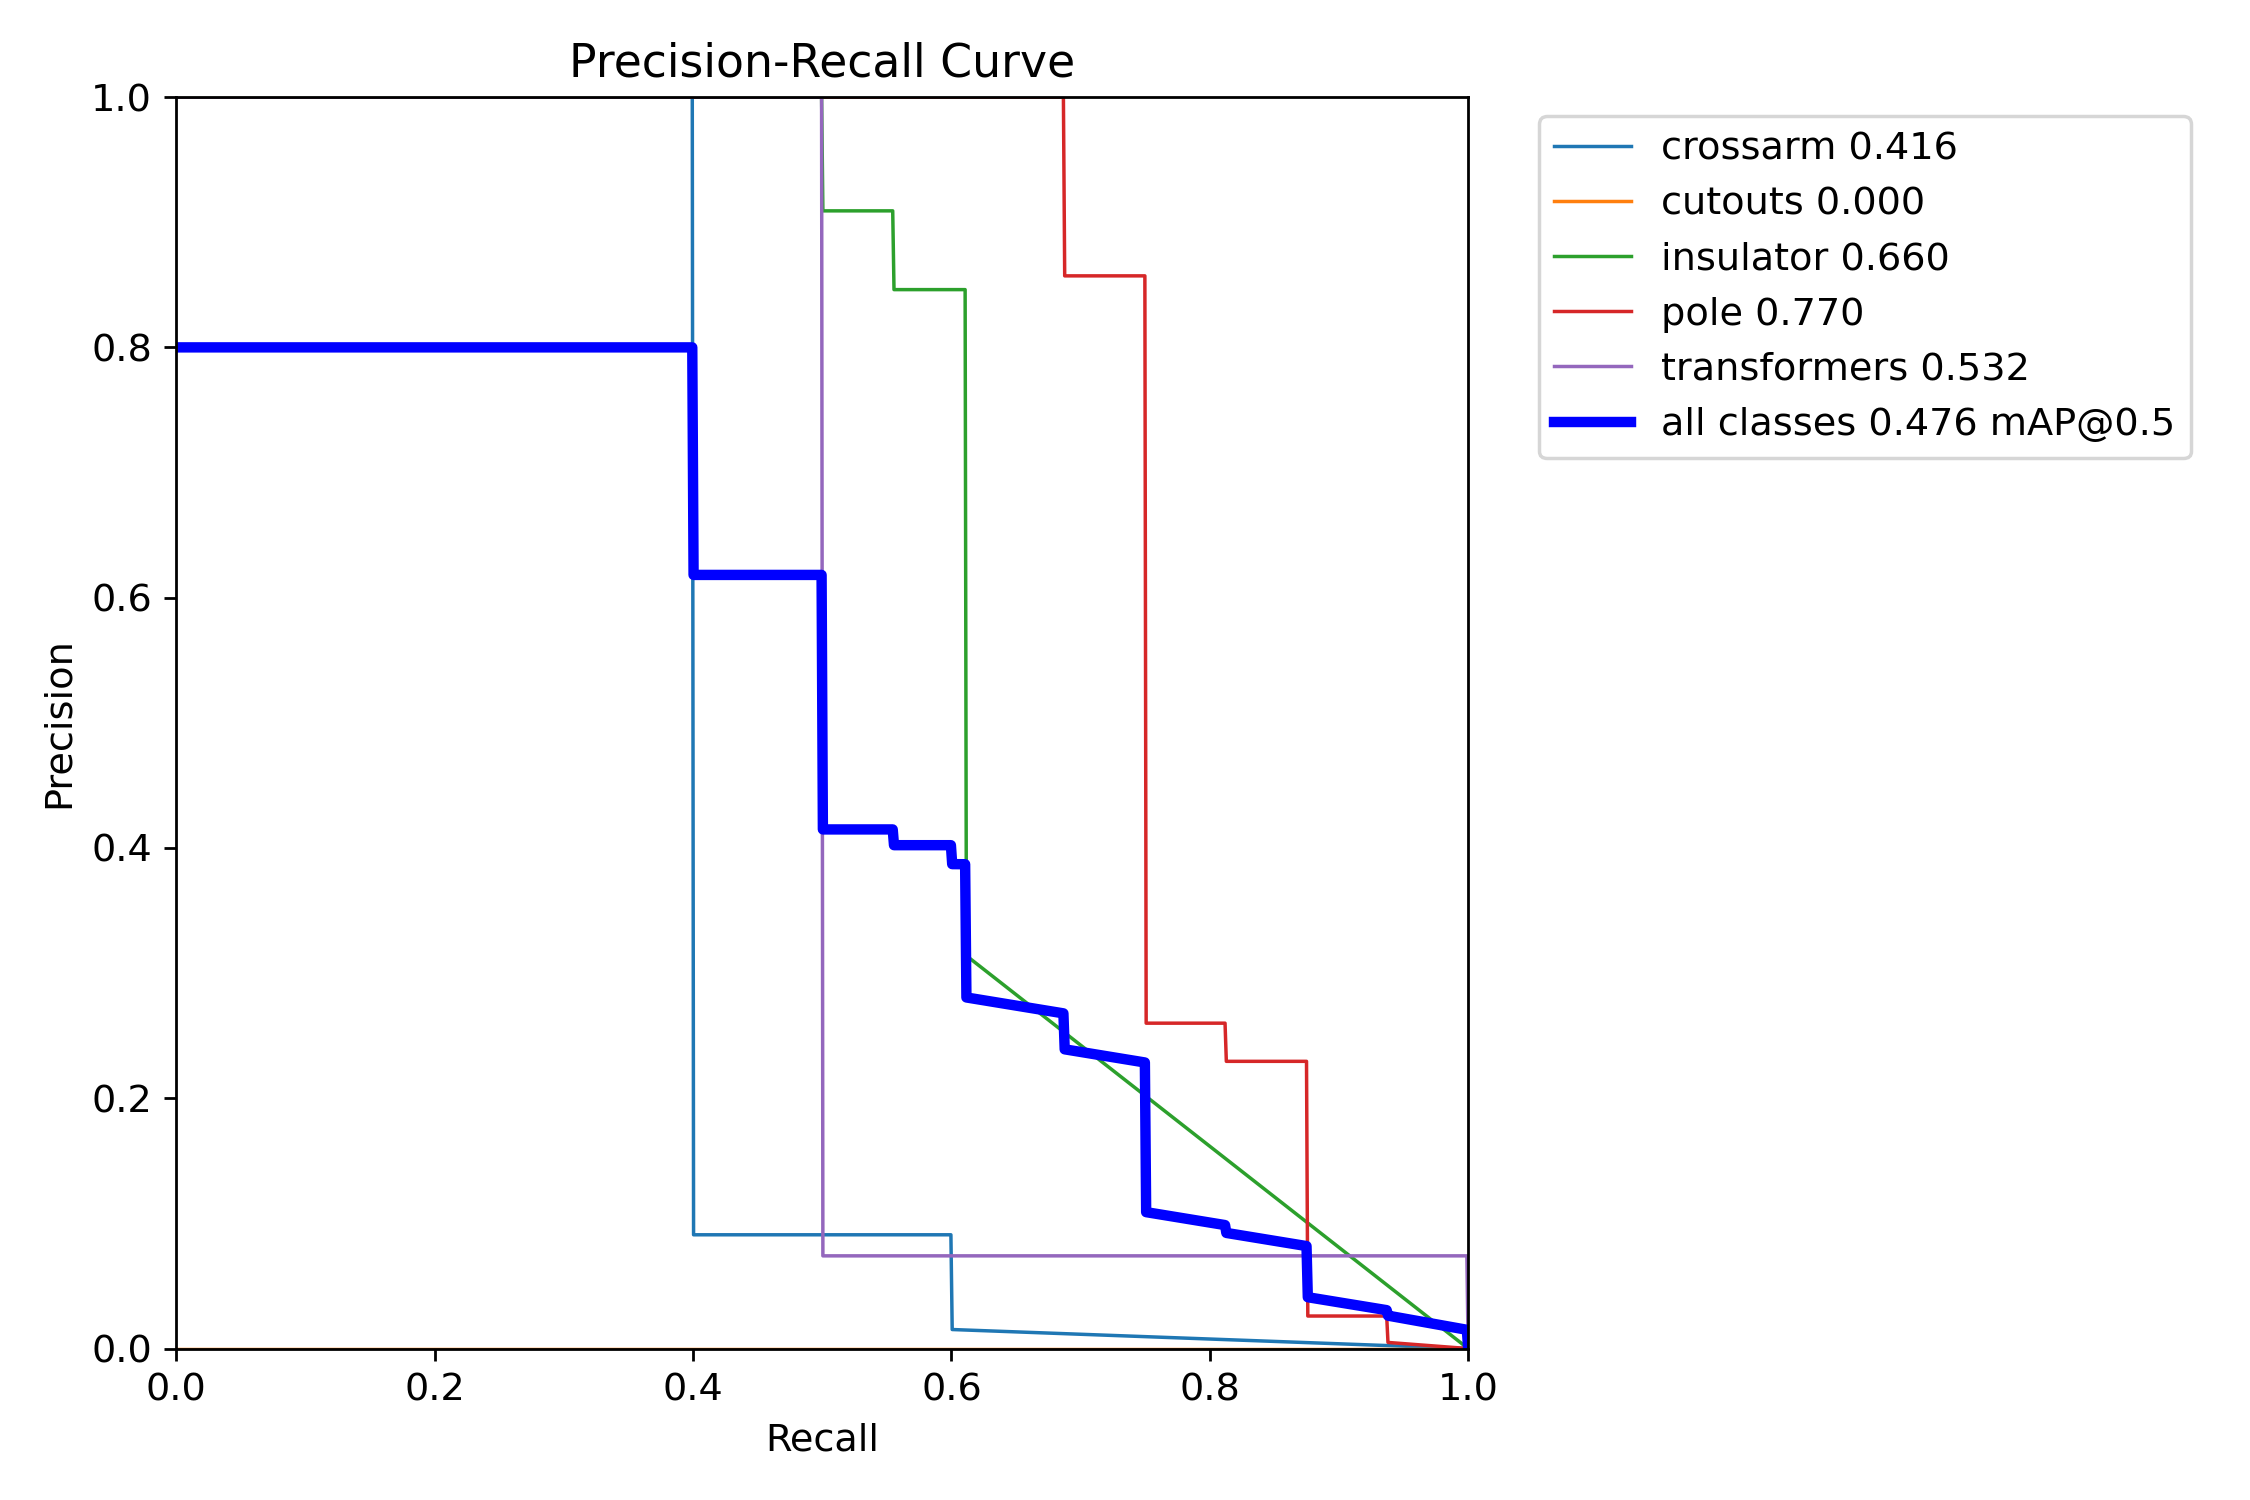 Precision-Recall Curve
1.0
0.8
0.6
0.4
0.2
0.0
Precision
0.0 0.2 0.4 0.6 0.8 1.0
Recall
crossarm 0.416
cutouts 0.000
insulator 0.660
pole 0.770
transformers 0.532
all classes 0.476 mAP@0.5